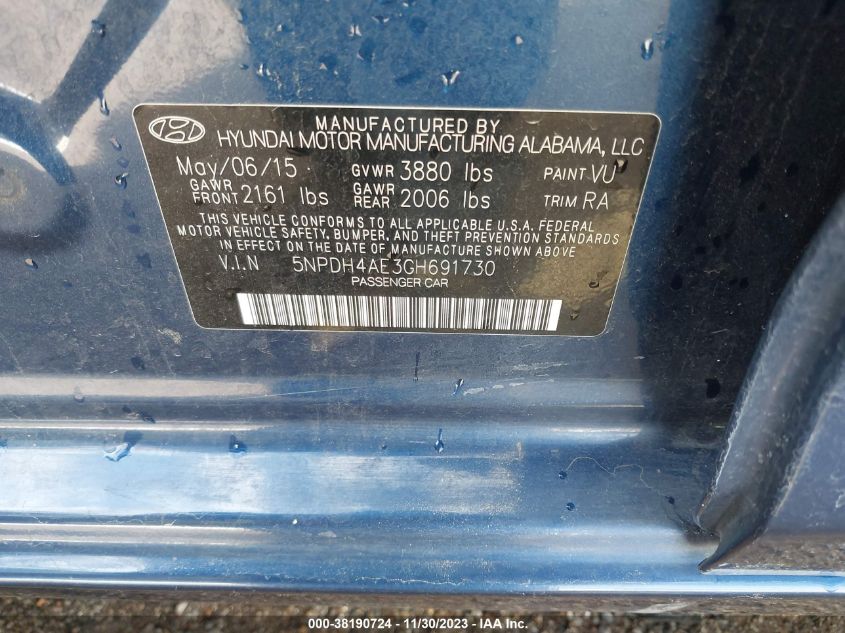 MANUFACTURED BY
HYUNDAI MOTOR MANUFACTURING ALABAMA, LLC
May/06/15 GVWR 3880 lbs PAINT VU
GAWR FRONT 2161 lbs GAWR REAR 2006 lbs TRIM RA
THIS VEHICLE CONFORMS TO ALL APPLICABLE U.S.A. FEDERAL
MOTOR VEHICLE SAFETY, BUMPER, AND THEFT PREVENTION STANDARDS
IN EFFECT ON THE DATE OF MANUFACTURE SHOWN ABOVE.
V.I.N 5NPDH4AE3GH691730
PASSENGER CAR
000-38190724 - 11/30/2023 - IAA Inc.